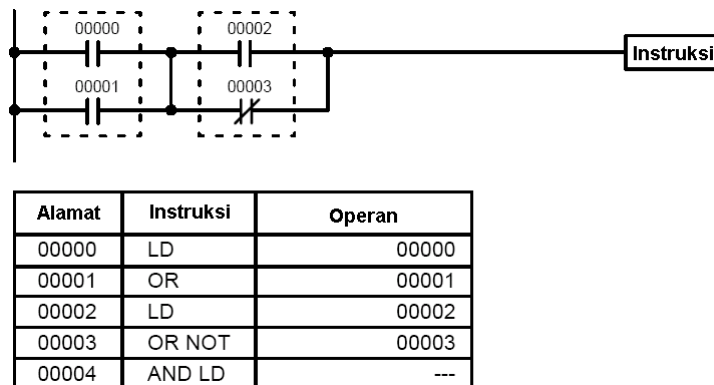 00000 00002
Instruksi
00001 00003
Alamat Instruksi Operan
00000 LD 00000
00001 OR 00001
00002 LD 00002
00003 OR NOT 00003
00004 AND LD ---